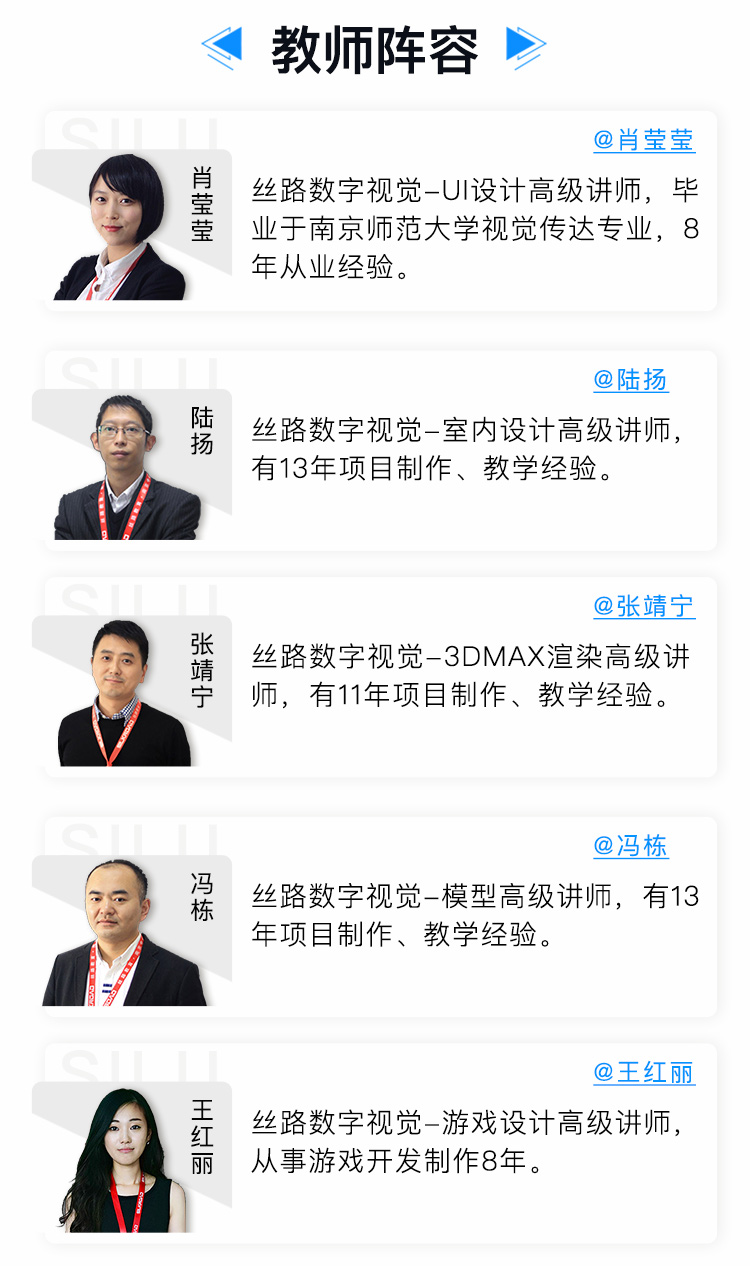 教师阵容
SILU
@肖莹莹
肖莹莹
丝路数字视觉-UI设计高级讲师，毕
业于南京师范大学视觉传达专业，8
年从业经验。
SILU
@陆扬
陆扬
丝路数字视觉-室内设计高级讲师，
有13年项目制作、教学经验。
SILU
@张靖宁
张靖宁
丝路数字视觉-3DMAX渲染高级讲
师，有11年项目制作、教学经验。
SILU
@冯栋
冯栋
丝路数字视觉-模型高级讲师，有13
年项目制作、教学经验。
SILU
@王红丽
王红丽
丝路数字视觉-游戏设计高级讲师，
从事游戏开发制作8年。